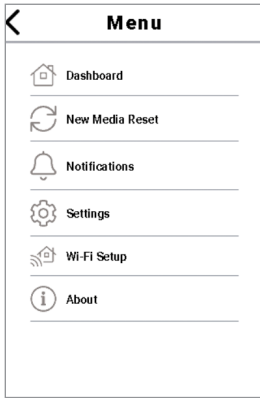 Menu
Dashboard
New Media Reset
Notifications
Settings
Wi-Fi Setup
About